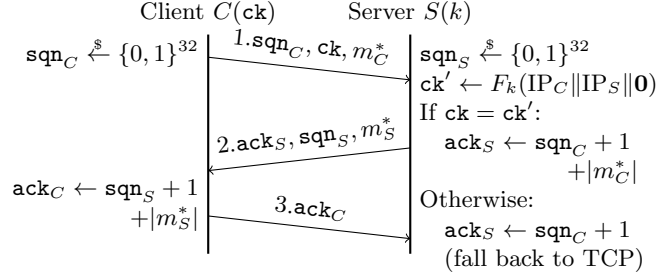 Client C(ck)
Server S(k)
sqn_C ←$ {0, 1}^32
1.sqn_C, ck, m*_C
sqn_S ←$ {0, 1}^32
ck′ ← F_k(IP_C‖IP_S‖0)
If ck = ck′:
2.ack_S, sqn_S, m*_S
ack_S ← sqn_C + 1
+|m*_C|
ack_C ← sqn_S + 1
+|m*_S|
3.ack_C
Otherwise:
ack_S ← sqn_C + 1
(fall back to TCP)